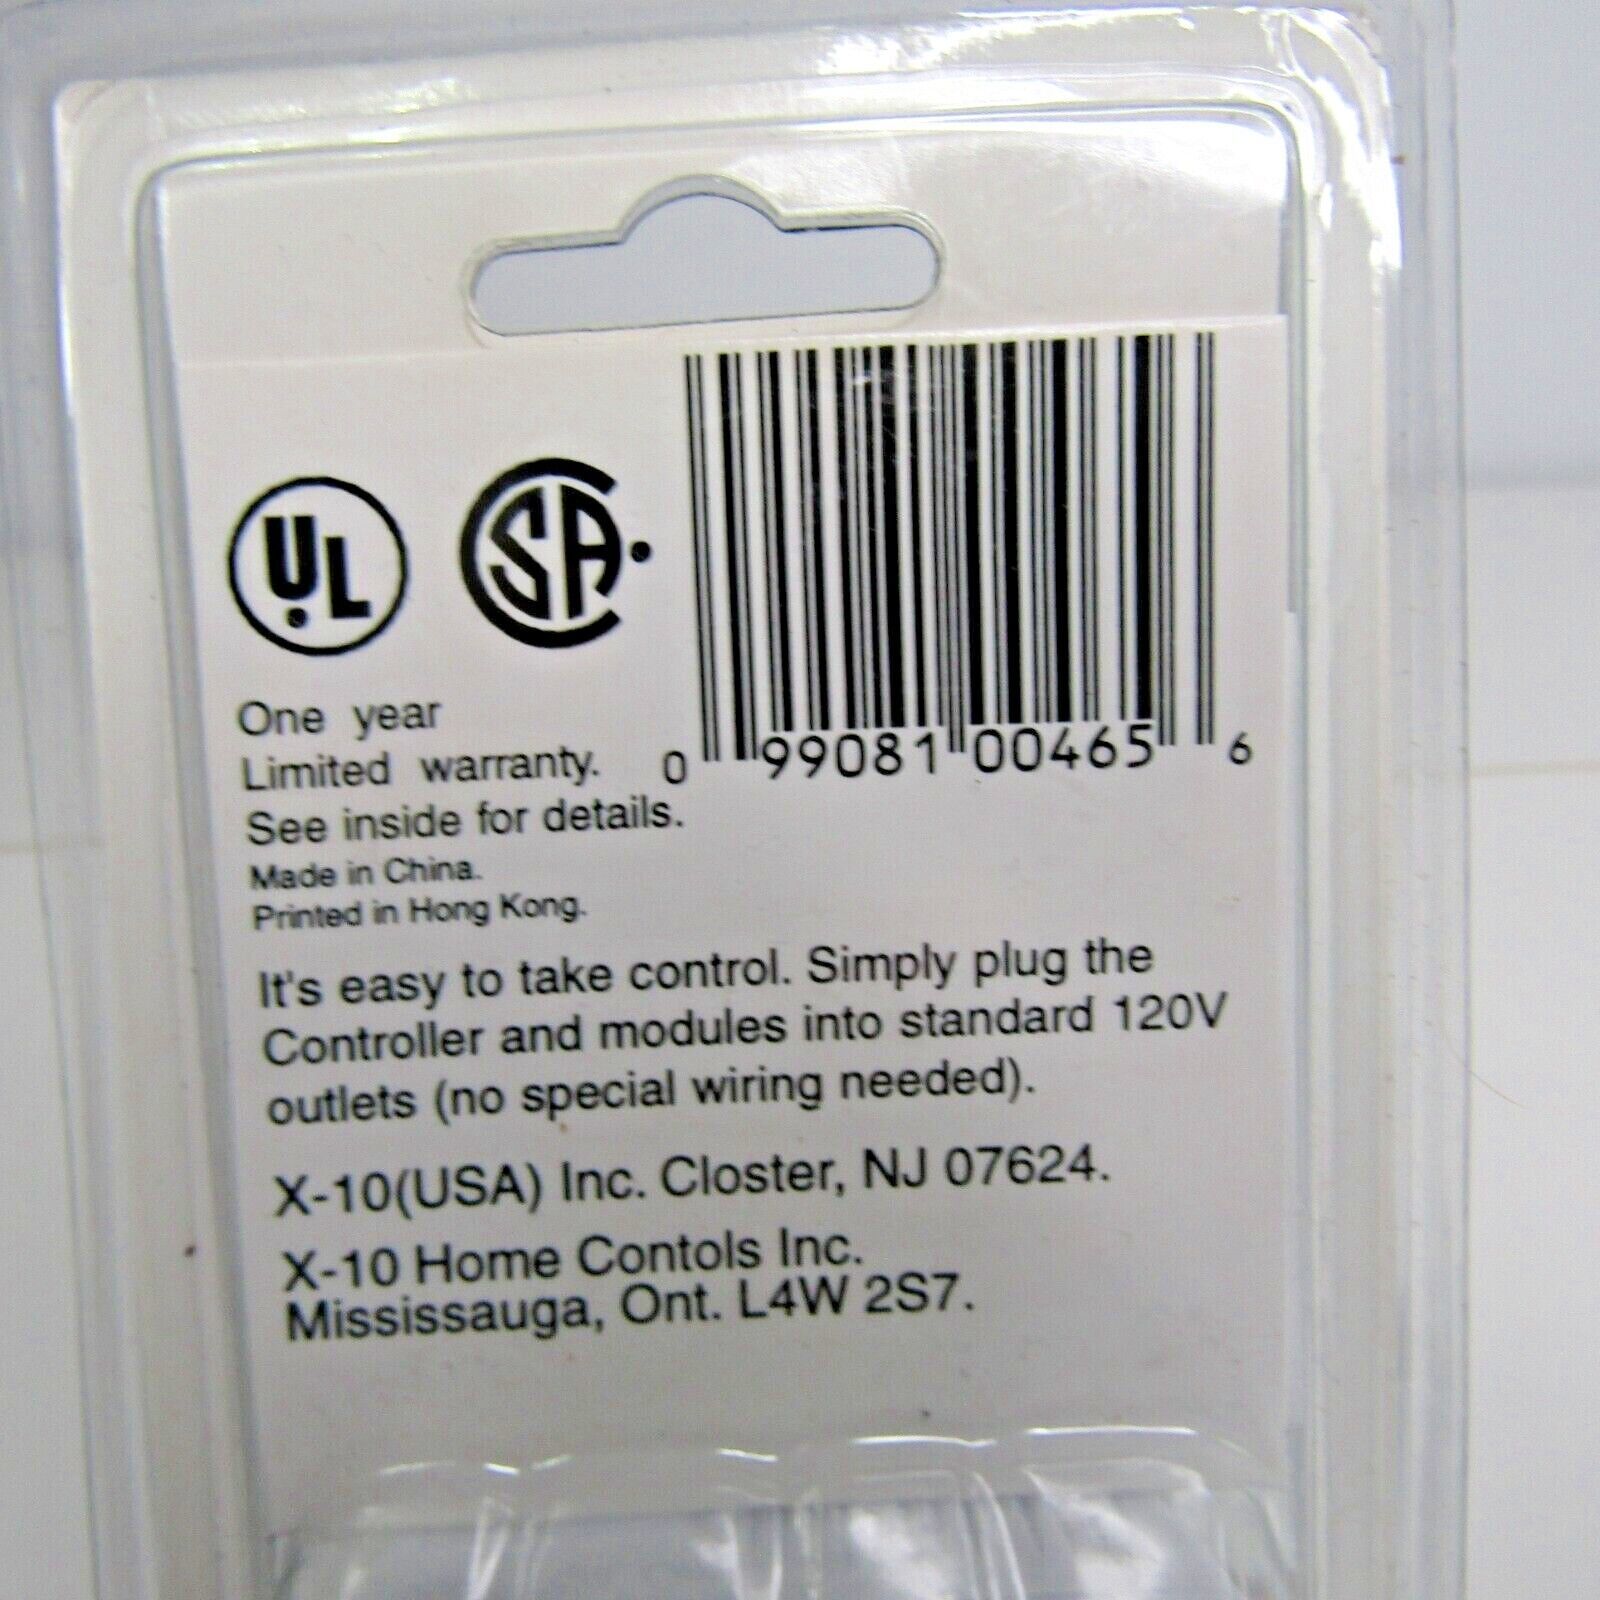 UL
CSA
One year
Limited warranty.
See inside for details.
Made in China.
Printed in Hong Kong.
0 99081 00465 6
It's easy to take control. Simply plug the
Controller and modules into standard 120V
outlets (no special wiring needed).
X-10(USA) Inc. Closter, NJ 07624.
X-10 Home Contols Inc.
Mississauga, Ont. L4W 2S7.